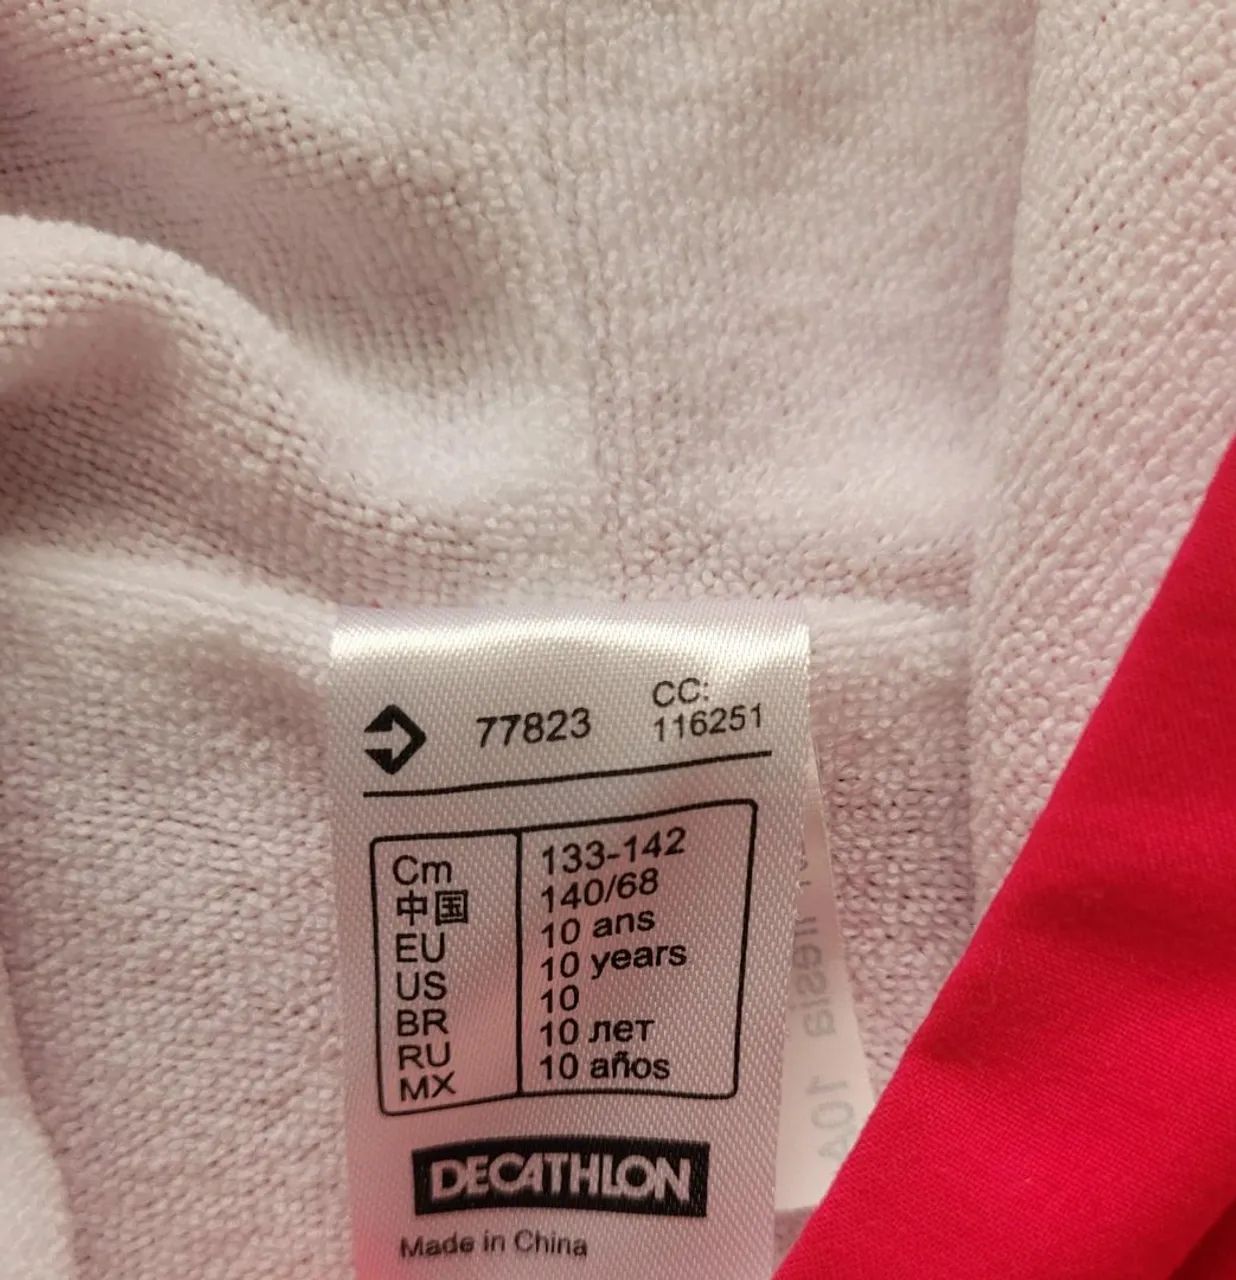 77823
CC:
116251
Cm 133-142
中国 140/68
EU 10 ans
US 10 years
BR 10
RU 10 лет
MX 10 años
DECATHLON
Made in China